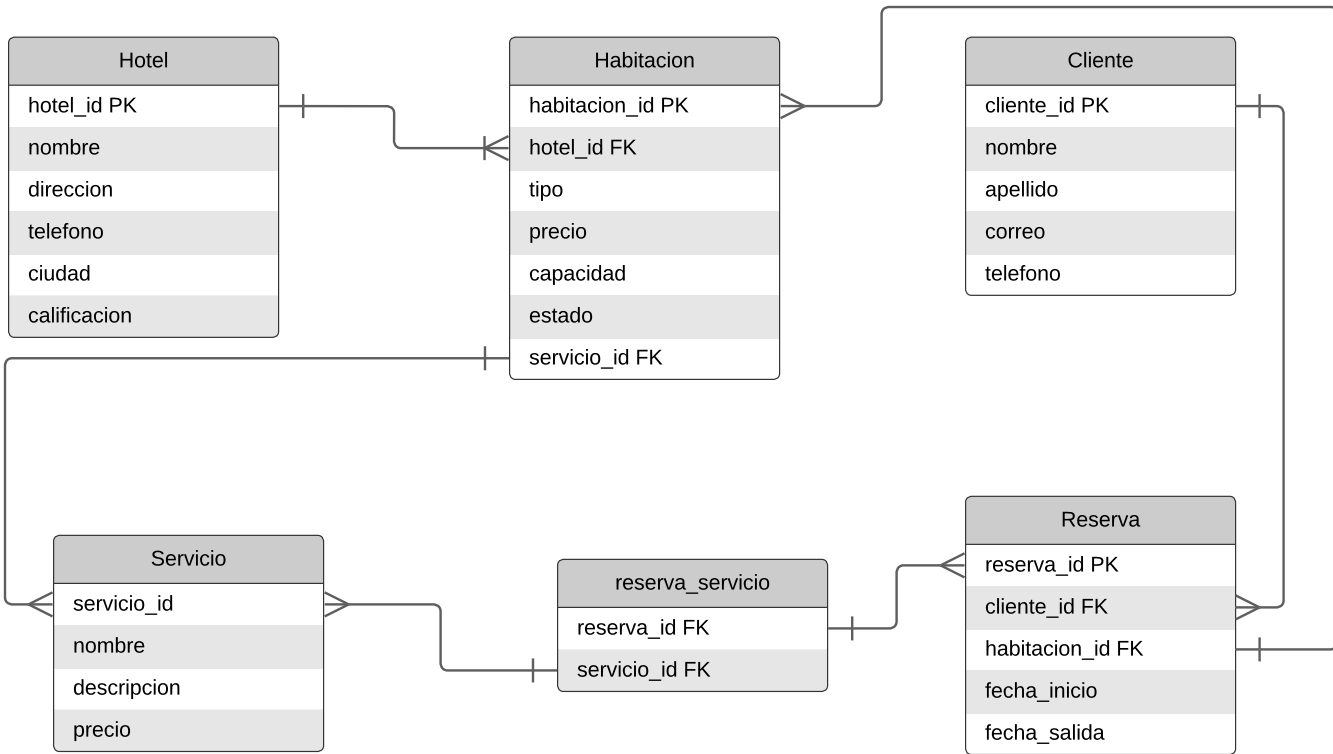 Hotel
hotel_id PK
nombre
direccion
telefono
ciudad
calificacion
Habitacion
habitacion_id PK
hotel_id FK
tipo
precio
capacidad
estado
servicio_id FK
Cliente
cliente_id PK
nombre
apellido
correo
telefono
Servicio
servicio_id
nombre
descripcion
precio
reserva_servicio
reserva_id FK
servicio_id FK
Reserva
reserva_id PK
cliente_id FK
habitacion_id FK
fecha_inicio
fecha_salida